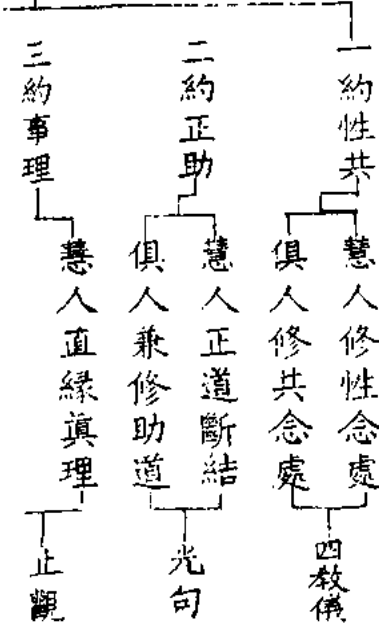 一約性共
慧人修性念處
俱人修共念處
四教儀
二約正助
慧人正道斷結
俱人兼修助道
光句
三約事理
慧人直緣真理
止觀